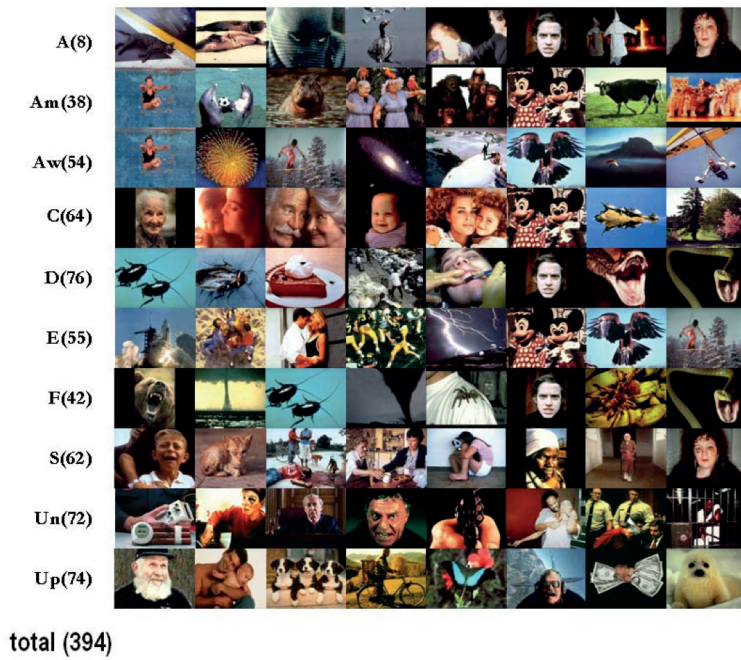 A(8)
Am(38)
Aw(54)
C(64)
D(76)
E(55)
F(42)
S(62)
Un(72)
Up(74)
total (394)